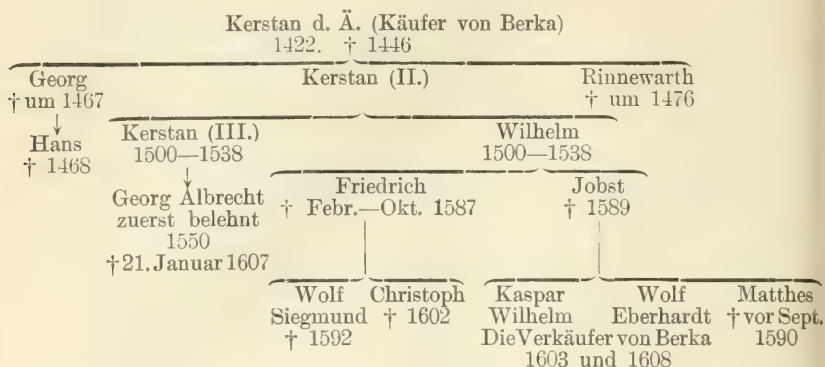 Kerstan d. Ä. (Käufer von Berka)
1422. † 1446
Georg Kerstan (II.) Rinnewarth
† um 1467 † um 1476
Hans Kerstan (III.) Wilhelm
† 1468 1500—1538 1500—1538
Georg Albrecht Friedrich Jobst
zuerst belehnt † Febr.—Okt. 1587 † 1589
1550
†21. Januar 1607
Wolf Christoph Kaspar Wolf Matthes
Siegmund † 1602 Wilhelm Eberhardt † vor Sept.
† 1592 Die Verkäufer von Berka 1590
1603 und 1608